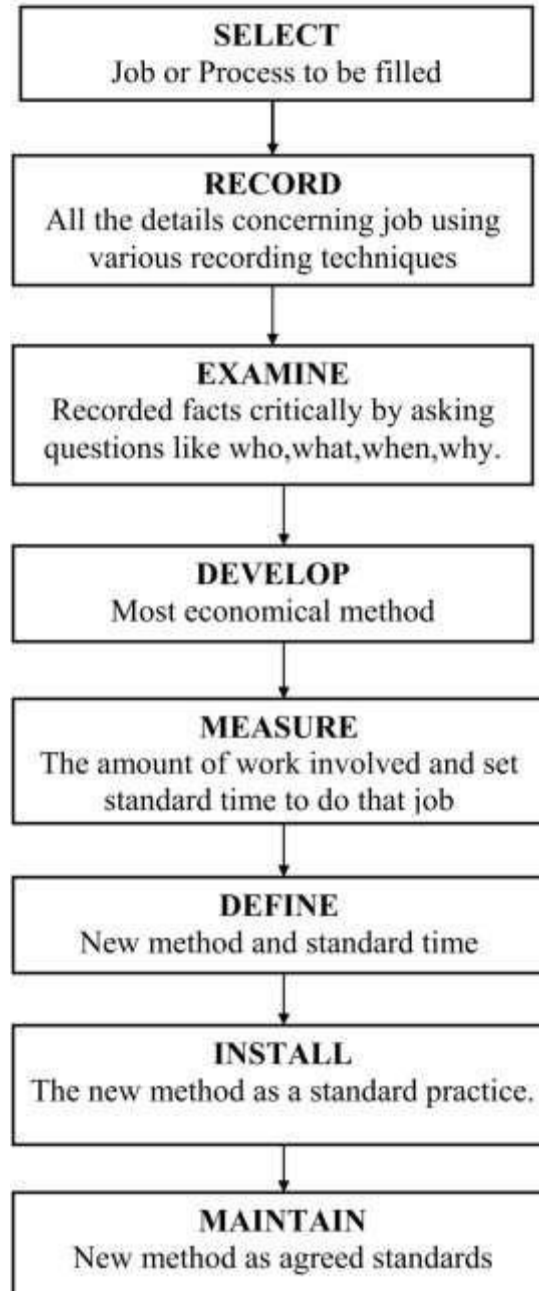 SELECT
Job or Process to be filled
RECORD
All the details concerning job using
various recording techniques
EXAMINE
Recorded facts critically by asking
questions like who,what,when,why.
DEVELOP
Most economical method
MEASURE
The amount of work involved and set
standard time to do that job
DEFINE
New method and standard time
INSTALL
The new method as a standard practice.
MAINTAIN
New method as agreed standards